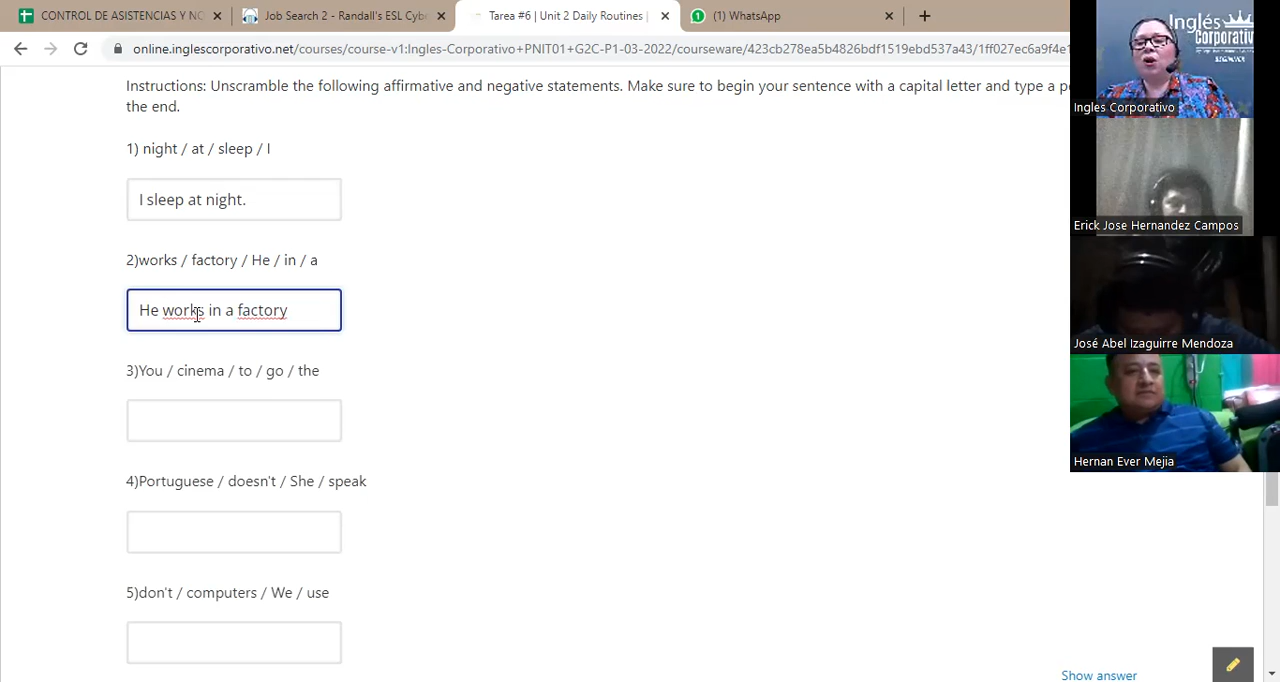 CONTROL DE ASISTENCIAS Y NO
Job Search 2 - Randall's ESL Cybe
Tarea #6 | Unit 2 Daily Routines |
(1) WhatsApp
online.inglescorporativo.net/courses/course-v1:Ingles-Corporativo+PNIT01+G2C-P1-03-2022/courseware/423cb278ea5b4826bdf1519ebd537a43/1ff027ec6a9f4e1
Instructions: Unscramble the following affirmative and negative statements. Make sure to begin your sentence with a capital letter and type a pe
the end.
1) night / at / sleep / I
I sleep at night.
2)works / factory / He / in / a
He works in a factory
3)You / cinema / to / go / the
4)Portuguese / doesn't / She / speak
5)don't / computers / We / use
Show answer
Inglés
Corporativo
Ingles Corporativo
Erick Jose Hernandez Campos
José Abel Izaguirre Mendoza
Hernan Ever Mejia